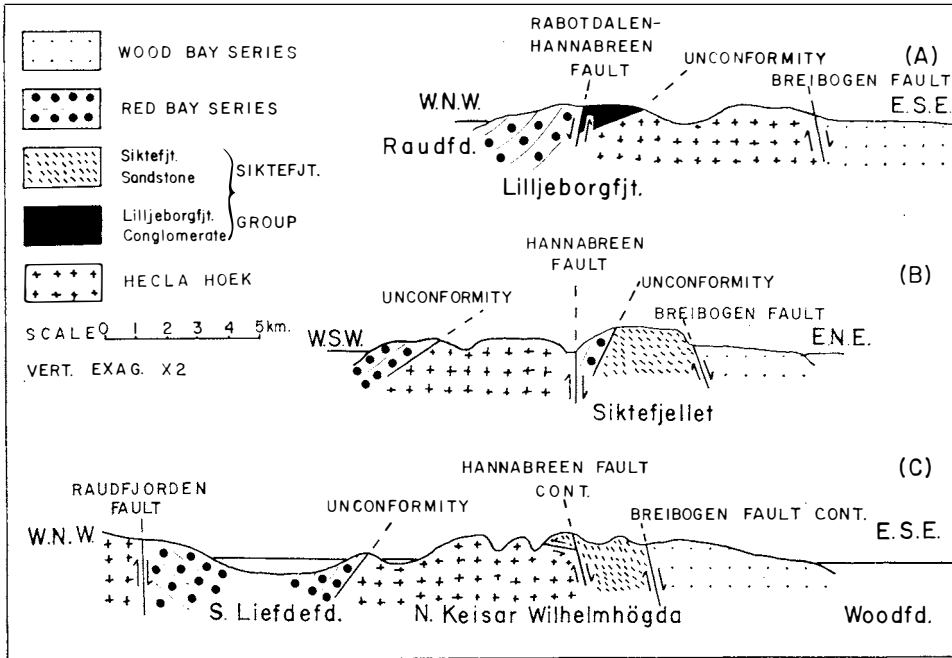 WOOD BAY SERIES
RED BAY SERIES
Siktefjt.
Sandstone
SIKTEFJT.
Lilljeborgfjt.
Conglomerate
GROUP
HECLA HOEK
SCALE 0 1 2 3 4 5km.
VERT. EXAG. X2
(A)
RABOTDALEN-
HANNABREEN
FAULT
UNCONFORMITY
BREIBOGEN FAULT
W.N.W.
E.S.E.
Raudfd.
Lilljeborgfjt.
(B)
HANNABREEN
FAULT
UNCONFORMITY
UNCONFORMITY
BREIBOGEN FAULT
W.S.W.
E.N.E.
Siktefjellet
(C)
HANNABREEN FAULT
CONT.
RAUDFJORDEN
FAULT
UNCONFORMITY
BREIBOGEN FAULT CONT.
W.N.W.
E.S.E.
S. Liefdefd.
N. Keisar Wilhelmhögda
Woodfd.